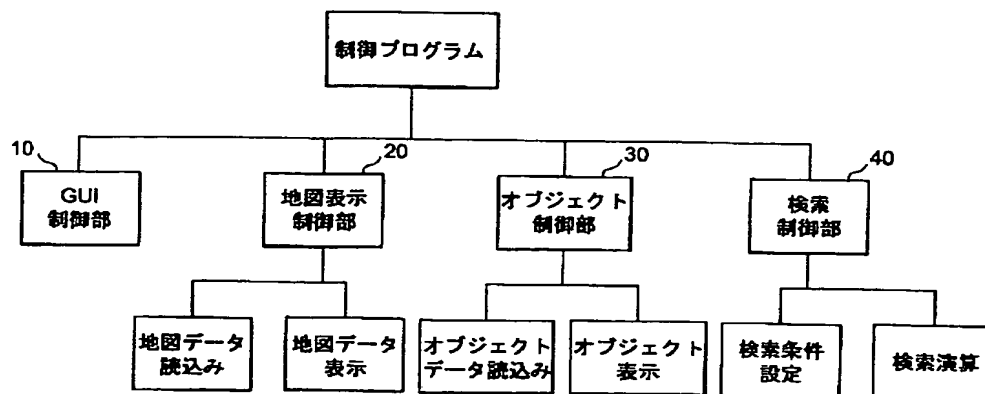 制御プログラム
10
GUI
制御部
20
地図表示
制御部
30
オブジェクト
制御部
40
検索
制御部
地図データ
読込み
地図データ
表示
オブジェクト
データ読込み
オブジェクト
表示
検索条件
設定
検索演算